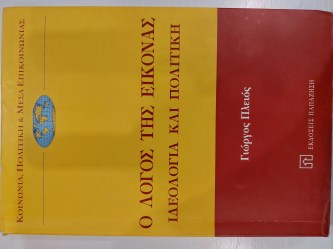 ΚΟΙΝΩΝΙΑ, ΠΟΛΙΤΙΚΗ & ΜΕΣΑ ΕΠΙΚΟΙΝΩΝΙΑΣ
Ο ΛΟΓΟΣ ΤΗΣ ΕΙΚΟΝΑΣ
ΙΔΕΟΛΟΓΙΑ ΚΑΙ ΠΟΛΙΤΙΚΗ
Γιώργος Πλειός
ΕΚΔΟΣΕΙΣ ΠΑΠΑΖΗΣΗ